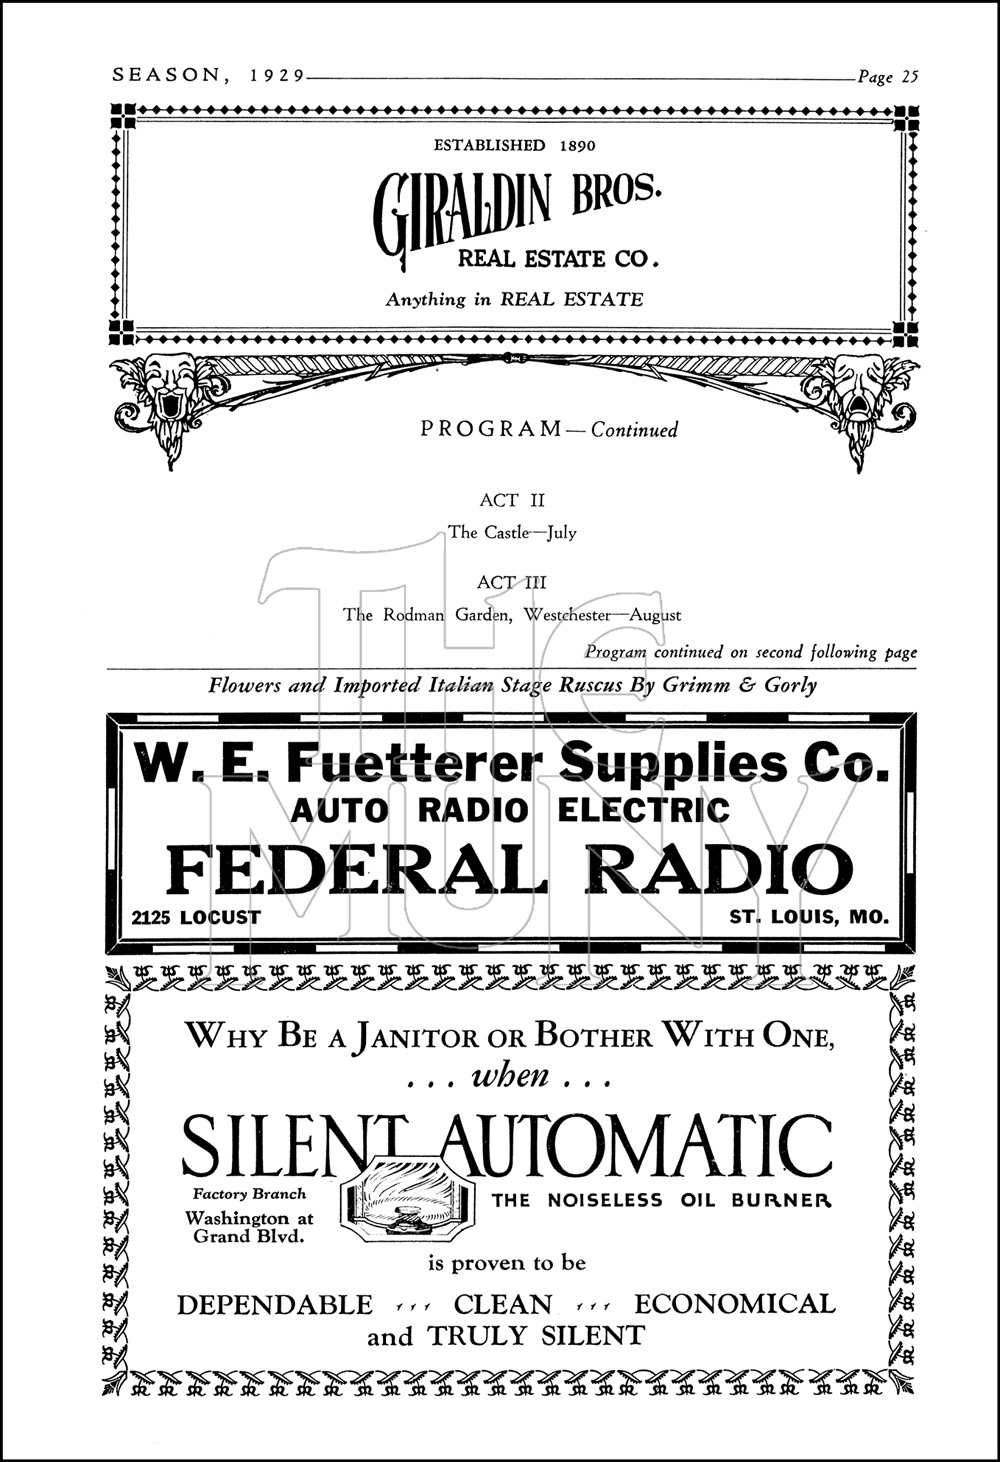 SEASON, 1929 Page 25
ESTABLISHED 1890
GIRALDIN BROS.
REAL ESTATE CO.
Anything in REAL ESTATE
PROGRAM—Continued
ACT II
The Castle—July
ACT III
The Rodman Garden, Westchester—August
Program continued on second following page
Flowers and Imported Italian Stage Ruscus By Grimm & Gorly
W. E. Fuetterer Supplies Co.
AUTO RADIO ELECTRIC
FEDERAL RADIO
2125 LOCUST ST. LOUIS, MO.
THE
MUNY
WHY BE A JANITOR OR BOTHER WITH ONE,
... when ...
SILENT AUTOMATIC
Factory Branch
Washington at
Grand Blvd.
THE NOISELESS OIL BURNER
is proven to be
DEPENDABLE ,,, CLEAN ,,, ECONOMICAL
and TRULY SILENT